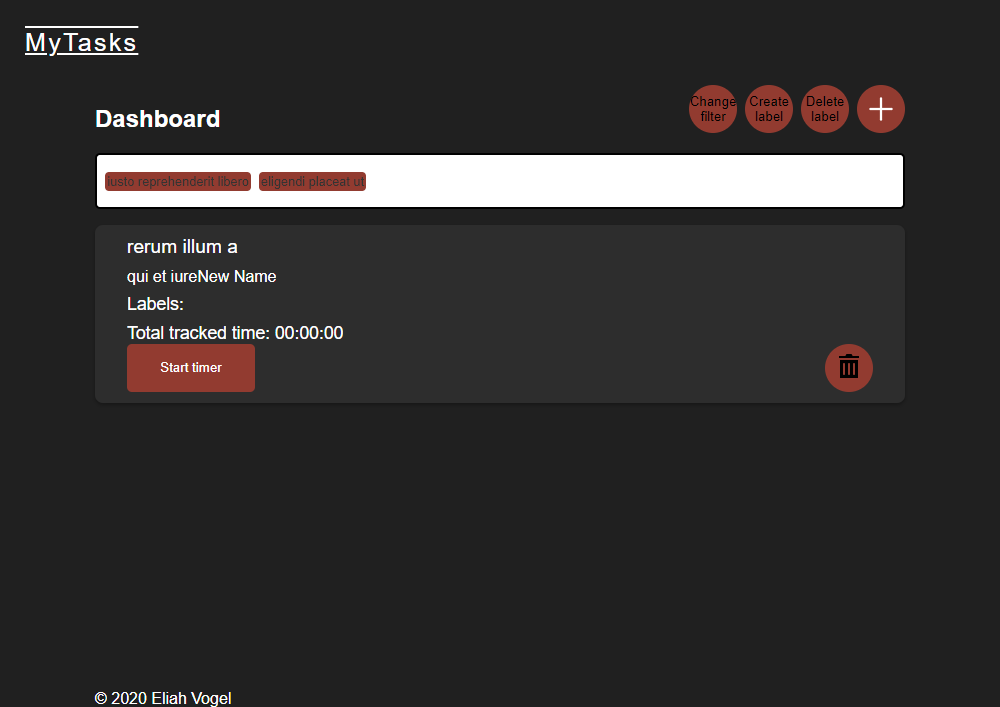 MyTasks
Dashboard
Change
filter
Create
label
Delete
label
iusto reprehenderit libero
eligendi placeat ut
rerum illum a
qui et iureNew Name
Labels:
Total tracked time: 00:00:00
Start timer
© 2020 Eliah Vogel